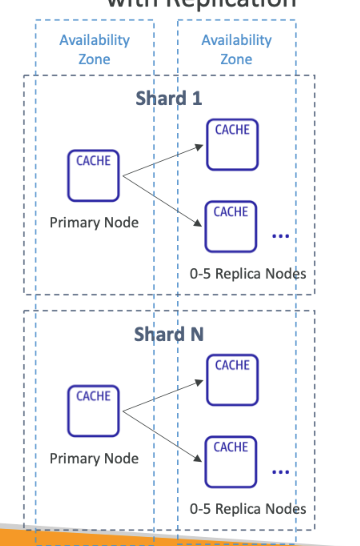 with Replication
Availability
Zone
Availability
Zone
Shard 1
CACHE
CACHE
Primary Node
CACHE
...
0-5 Replica Nodes
Shard N
CACHE
CACHE
Primary Node
CACHE
...
0-5 Replica Nodes